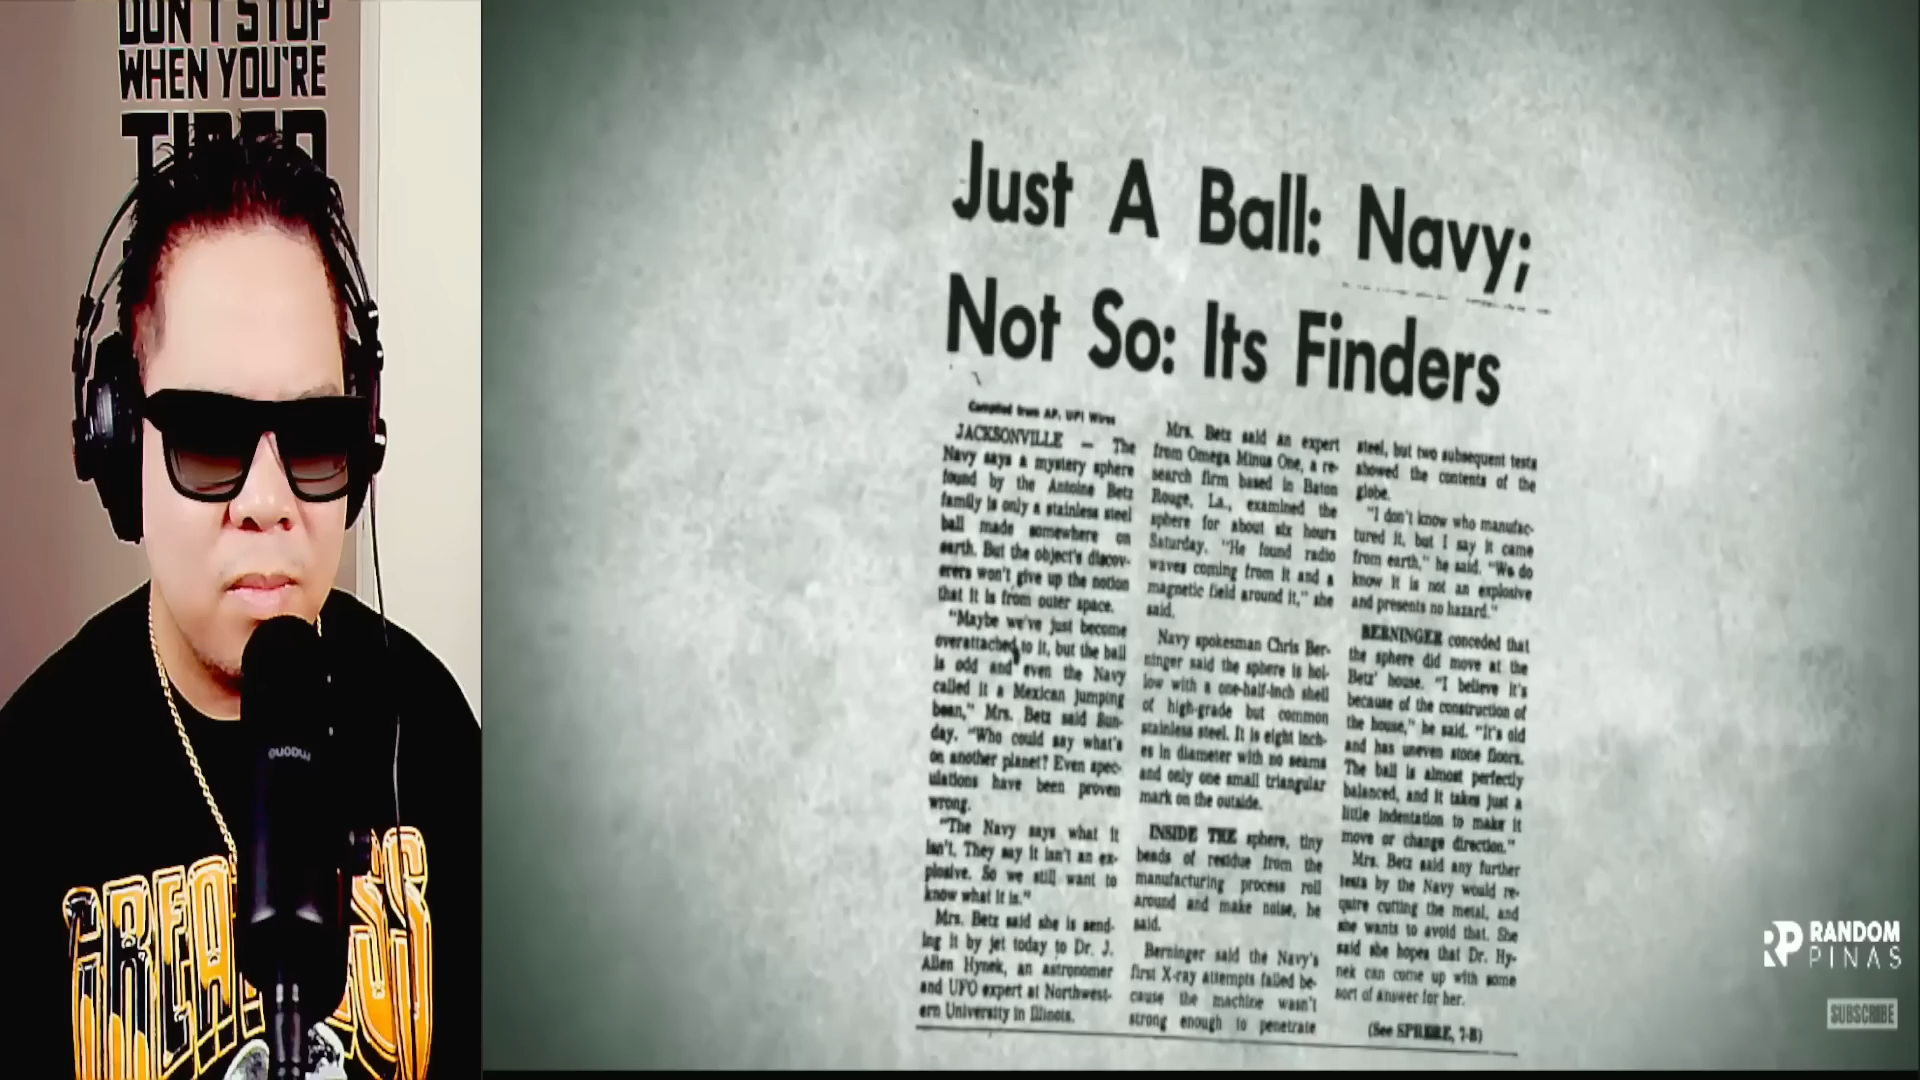 DON'T STOP
WHEN YOU'RE
TIRED
GREATNESS
maono
Just A Ball: Navy;
Not So: Its Finders
Compiled from AP, UPI Wires
JACKSONVILLE — The
Navy says a mystery sphere
found by the Antoine Betz
family is only a stainless steel
ball made somewhere on
earth. But the object's discov-
erers won't give up the notion
that it is from outer space.
"Maybe we've just become
overattached to it, but the ball
is odd and even the Navy
called it a Mexican jumping
bean," Mrs. Betz said Sun-
day. "Who could say what's
on another planet? Even spec-
ulations have been proven
wrong.
"The Navy says what it
isn't. They say it isn't an ex-
plosive. So we still want to
know what it is."
Mrs. Betz said she is send-
ing it by jet today to Dr. J.
Allen Hynek, an astronomer
and UFO expert at Northwest-
ern University in Illinois.
Mrs. Betz said an expert
from Omega Minus One, a re-
search firm based in Baton
Rouge, La., examined the
sphere for about six hours
Saturday. "He found radio
waves coming from it and a
magnetic field around it," she
said.
Navy spokesman Chris Ber-
ninger said the sphere is hol-
low with a one-half-inch shell
of high-grade but common
stainless steel. It is eight inch-
es in diameter with no seams
and only one small triangular
mark on the outside.
INSIDE THE sphere, tiny
beads of residue from the
manufacturing process roll
around and make noise, he
said.
Berninger said the Navy's
first X-ray attempts failed be-
cause the machine wasn't
strong enough to penetrate
steel, but two subsequent tests
showed the contents of the
globe.
"I don't know who manufac-
tured it, but I say it came
from earth," he said. "We do
know it is not an explosive
and presents no hazard."
BERNINGER conceded that
the sphere did move at the
Betz' house. "I believe it's
because of the construction of
the house," he said. "It's old
and has uneven stone floors.
The ball is almost perfectly
balanced, and it takes just a
little indentation to make it
move or change direction."
Mrs. Betz said any further
tests by the Navy would re-
quire cutting the metal, and
she wants to avoid that. She
said she hopes that Dr. Hy-
nek can come up with some
sort of answer for her.
(See SPHERE, 7-B)
RP RANDOM
PINAS
SUBSCRIBE